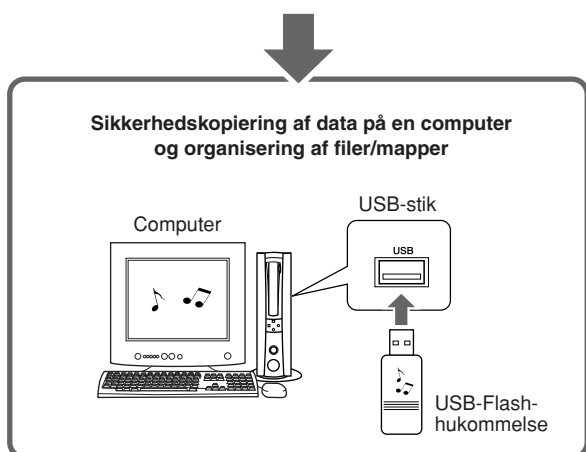 Sikkerhedskopiering af data på en computer
og organisering af filer/mapper
USB-stik
Computer
USB
USB-Flash-
hukommelse